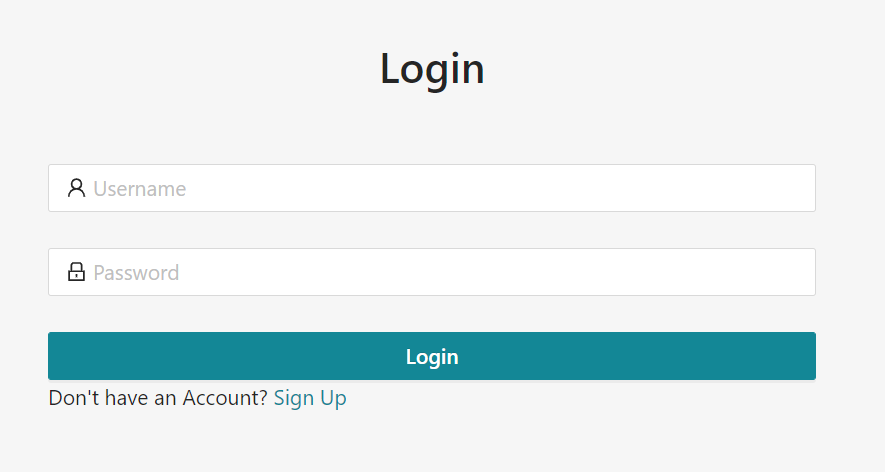 Login
Username
Password
Login
Don't have an Account? Sign Up